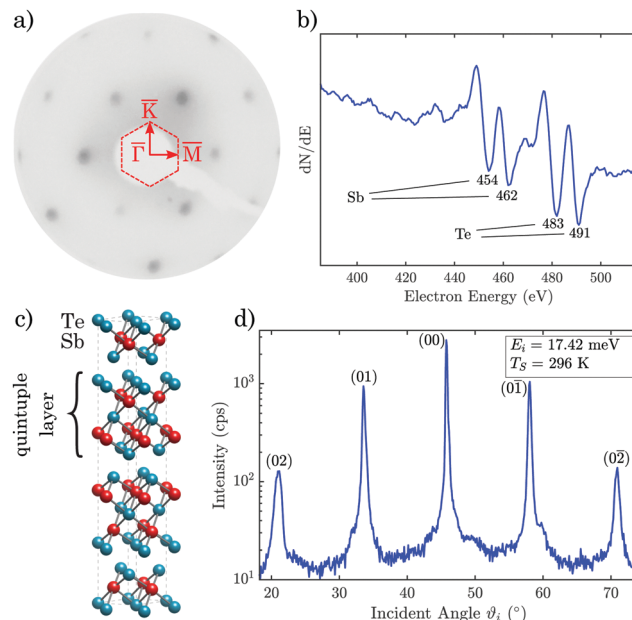 a)
K̅
Γ̅
M̅
b)
dN/dE
Sb
454
462
Te
483
491
400
420
440
460
480
500
Electron Energy (eV)
c)
Te
Sb
quintuple
layer
d)
Intensity (cps)
10³
10²
10¹
(02)
(01)
(00)
(01̅)
(02̅)
Eᵢ = 17.42 meV
T_S = 296 K
20
30
40
50
60
70
Incident Angle ϑᵢ (°)